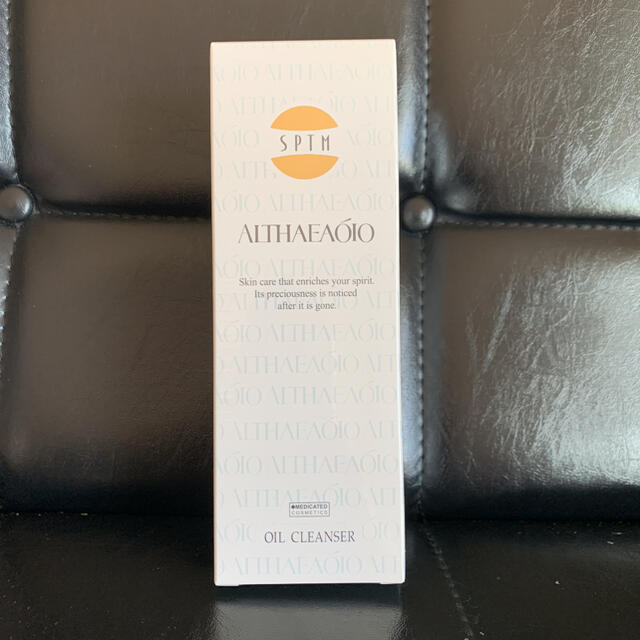 SPTM
ALTHAEAÓIO
Skin care that enriches your spirit.
Its preciousness is noticed
after it is gone.
MEDICATED
COSMETICS
OIL CLEANSER